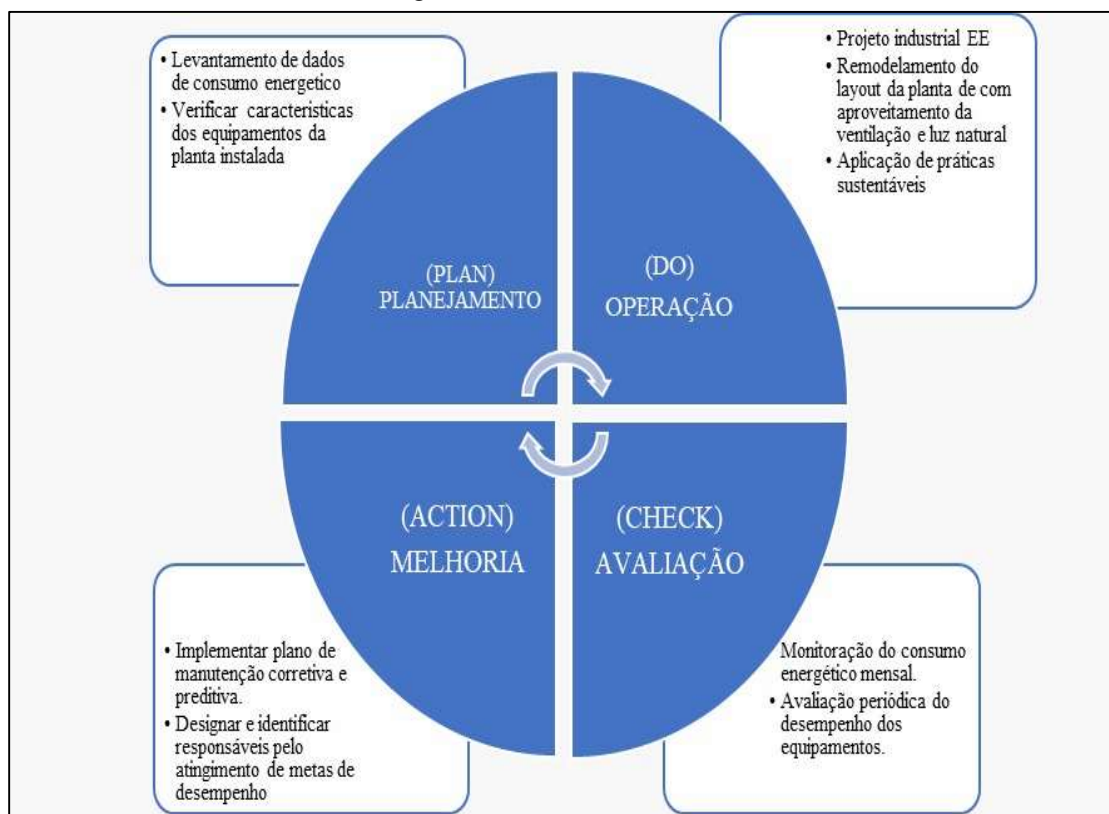 • Levantamento de dados
de consumo energetico
• Verificar caracteristicas
dos equipamentos da
planta instalada
• Projeto industrial EE
• Remodelamento do
layout da planta de com
aproveitamento da
ventilação e luz natural
• Aplicação de práticas
sustentáveis
(PLAN)
PLANEJAMENTO
(DO)
OPERAÇÃO
(ACTION)
MELHORIA
(CHECK)
AVALIAÇÃO
• Implementar plano de
manutenção corretiva e
preditiva.
• Designar e identificar
responsáveis pelo
atingimento de metas de
desempenho
Monitoração do consumo
energético mensal.
• Avaliação periódica do
desempenho dos
equipamentos.